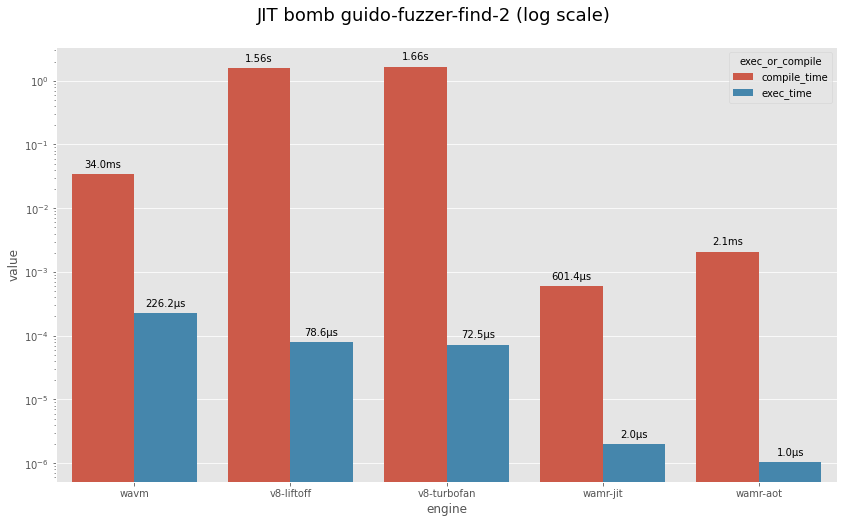 JIT bomb guido-fuzzer-find-2 (log scale)
exec_or_compile
compile_time
exec_time
1.56s
1.66s
34.0ms
226.2µs
78.6µs
72.5µs
601.4µs
2.0µs
2.1ms
1.0µs
10⁰
10⁻¹
10⁻²
10⁻³
10⁻⁴
10⁻⁵
10⁻⁶
value
wavm
v8-liftoff
v8-turbofan
wamr-jit
wamr-aot
engine